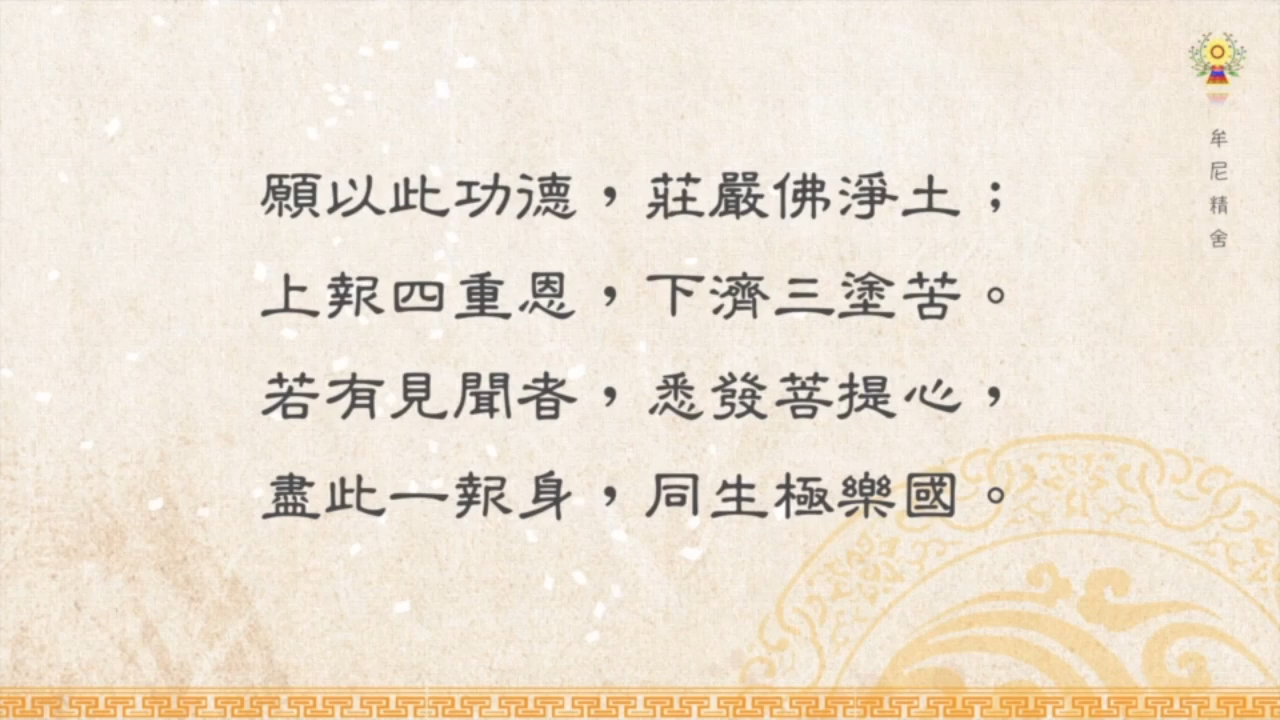 願以此功德，莊嚴佛淨土；
上報四重恩，下濟三塗苦。
若有見聞者，悉發菩提心，
盡此一報身，同生極樂國。
牟尼精舍